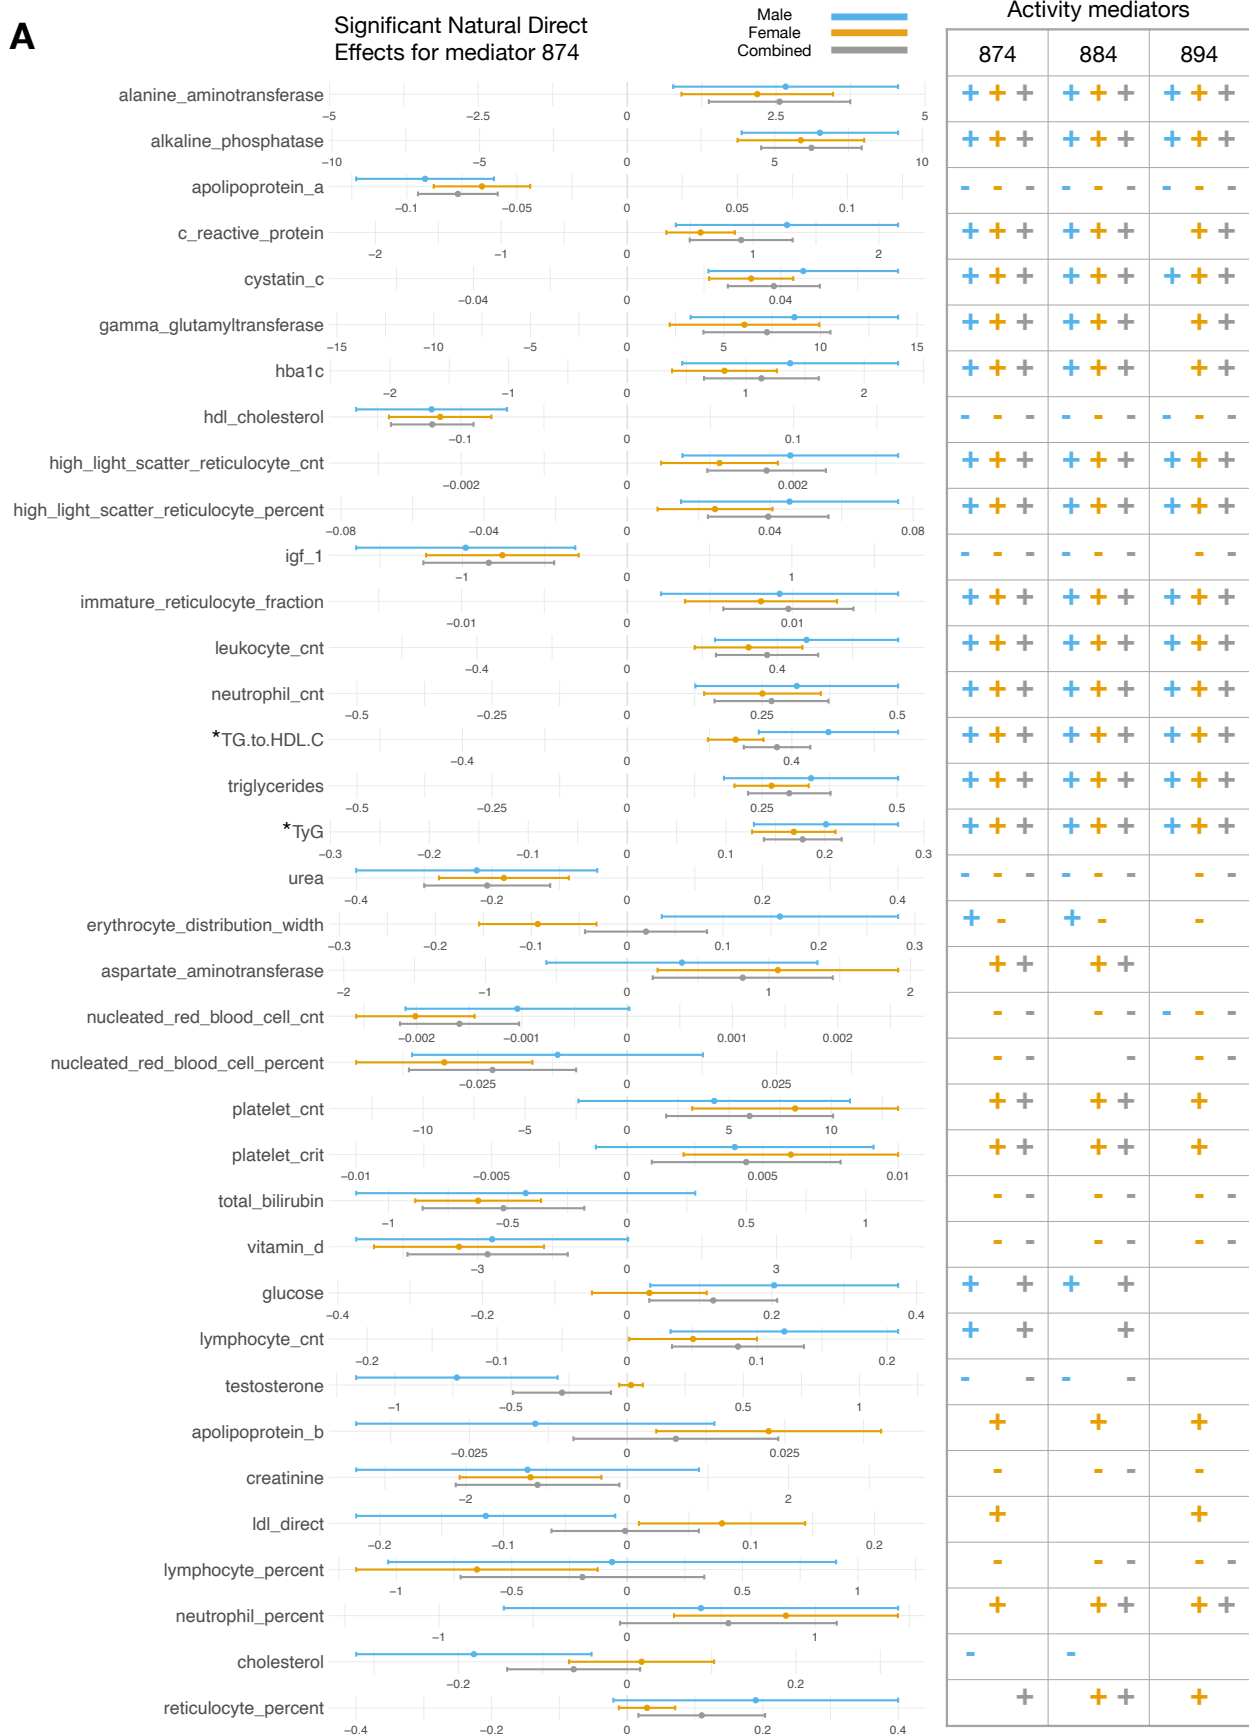 A
Significant Natural Direct
Effects for mediator 874
Male
Female
Combined
Activity mediators
874 884 894
alanine_aminotransferase + + + + + + + + +
-5 -2.5 0 2.5 5
alkaline_phosphatase + + + + + + + + +
-10 -5 0 5 10
apolipoprotein_a - - - - - - - - -
-0.1 -0.05 0 0.05 0.1
c_reactive_protein + + + + + + + +
-2 -1 0 1 2
cystatin_c + + + + + + + + +
-0.04 0 0.04
gamma_glutamyltransferase + + + + + + + +
-15 -10 -5 0 5 10 15
hba1c + + + + + + + +
-2 -1 0 1 2
hdl_cholesterol - - - - - - - - -
-0.1 0 0.1
high_light_scatter_reticulocyte_cnt + + + + + + + + +
-0.002 0 0.002
high_light_scatter_reticulocyte_percent + + + + + + + + +
-0.08 -0.04 0 0.04 0.08
igf_1 - - - - - - - -
-1 0 1
immature_reticulocyte_fraction + + + + + + + + +
-0.01 0 0.01
leukocyte_cnt + + + + + + + + +
-0.4 0 0.4
neutrophil_cnt + + + + + + + + +
-0.5 -0.25 0 0.25 0.5
*TG.to.HDL.C + + + + + + + + +
-0.4 0 0.4
triglycerides + + + + + + + + +
-0.5 -0.25 0 0.25 0.5
*TyG + + + + + + + + +
-0.3 -0.2 -0.1 0 0.1 0.2 0.3
urea - - - - - - - -
-0.4 -0.2 0 0.2 0.4
erythrocyte_distribution_width + - + - -
-0.3 -0.2 -0.1 0 0.1 0.2 0.3
aspartate_aminotransferase + + + +
-2 -1 0 1 2
nucleated_red_blood_cell_cnt - - - - - - -
-0.002 -0.001 0 0.001 0.002
nucleated_red_blood_cell_percent - - - - -
-0.025 0 0.025
platelet_cnt + + + + +
-10 -5 0 5 10
platelet_crit + + + + +
-0.01 -0.005 0 0.005 0.01
total_bilirubin - - - - - -
-1 -0.5 0 0.5 1
vitamin_d - - - - - -
-3 0 3
glucose + + + +
-0.4 -0.2 0 0.2 0.4
lymphocyte_cnt + + +
-0.2 -0.1 0 0.1 0.2
testosterone - - - -
-1 -0.5 0 0.5 1
apolipoprotein_b + + +
-0.025 0 0.025
creatinine - - - -
-2 0 2
ldl_direct + +
-0.2 -0.1 0 0.1 0.2
lymphocyte_percent - - - - -
-1 -0.5 0 0.5 1
neutrophil_percent + + + + +
-1 0 1
cholesterol - -
-0.2 0 0.2
reticulocyte_percent + + + +
-0.4 -0.2 0 0.2 0.4